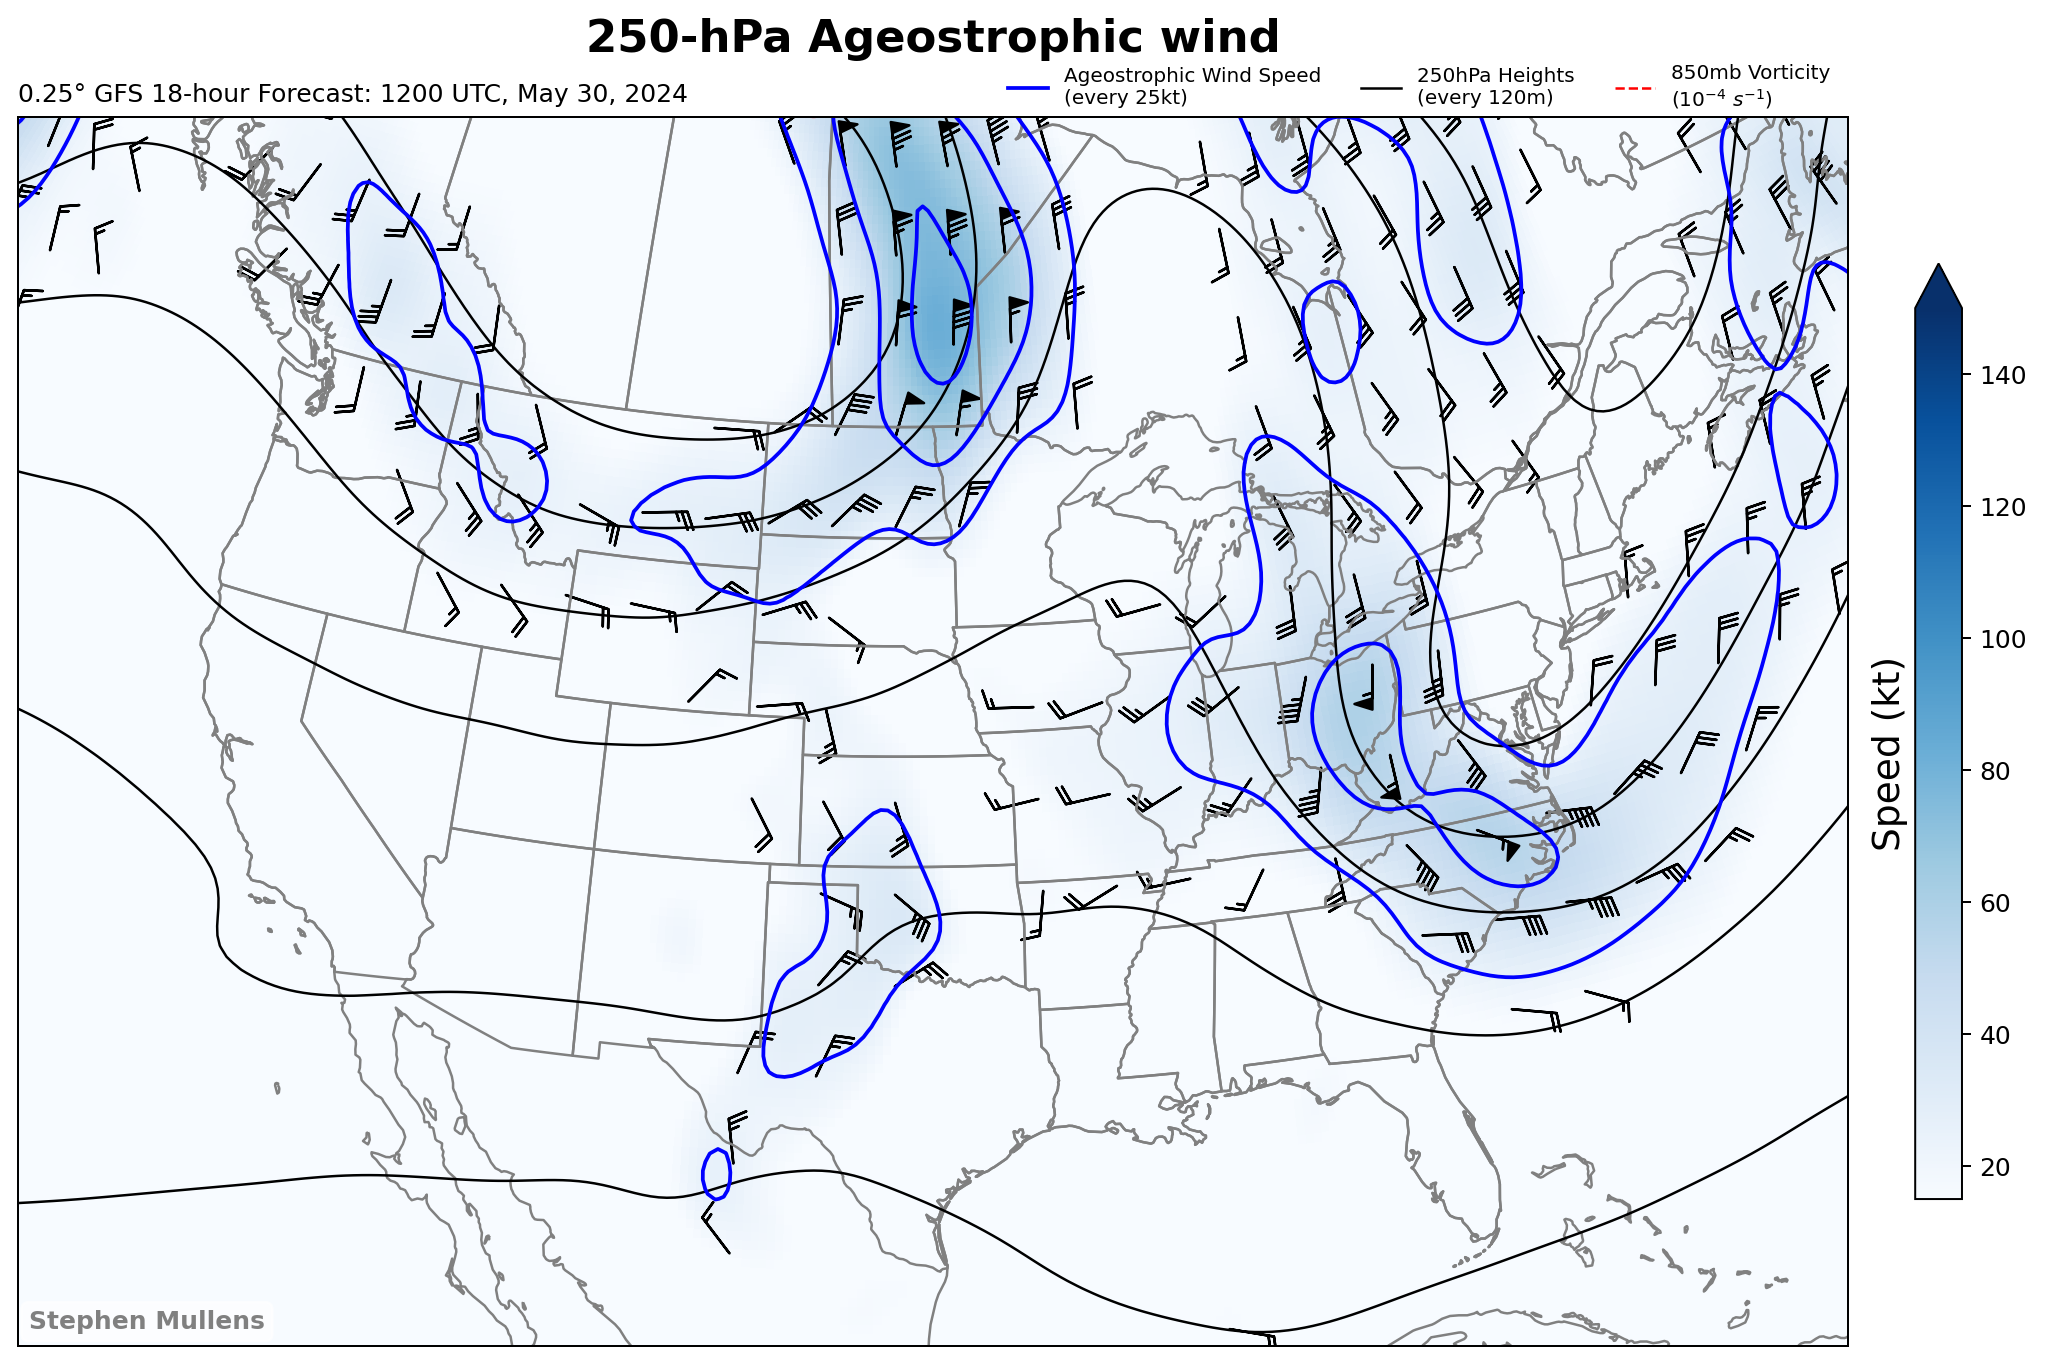 250-hPa Ageostrophic wind
0.25° GFS 18-hour Forecast: 1200 UTC, May 30, 2024
Ageostrophic Wind Speed
(every 25kt)
250hPa Heights
(every 120m)
850mb Vorticity
(10⁻⁴ s⁻¹)
140
120
100
80
60
40
20
Speed (kt)
Stephen Mullens